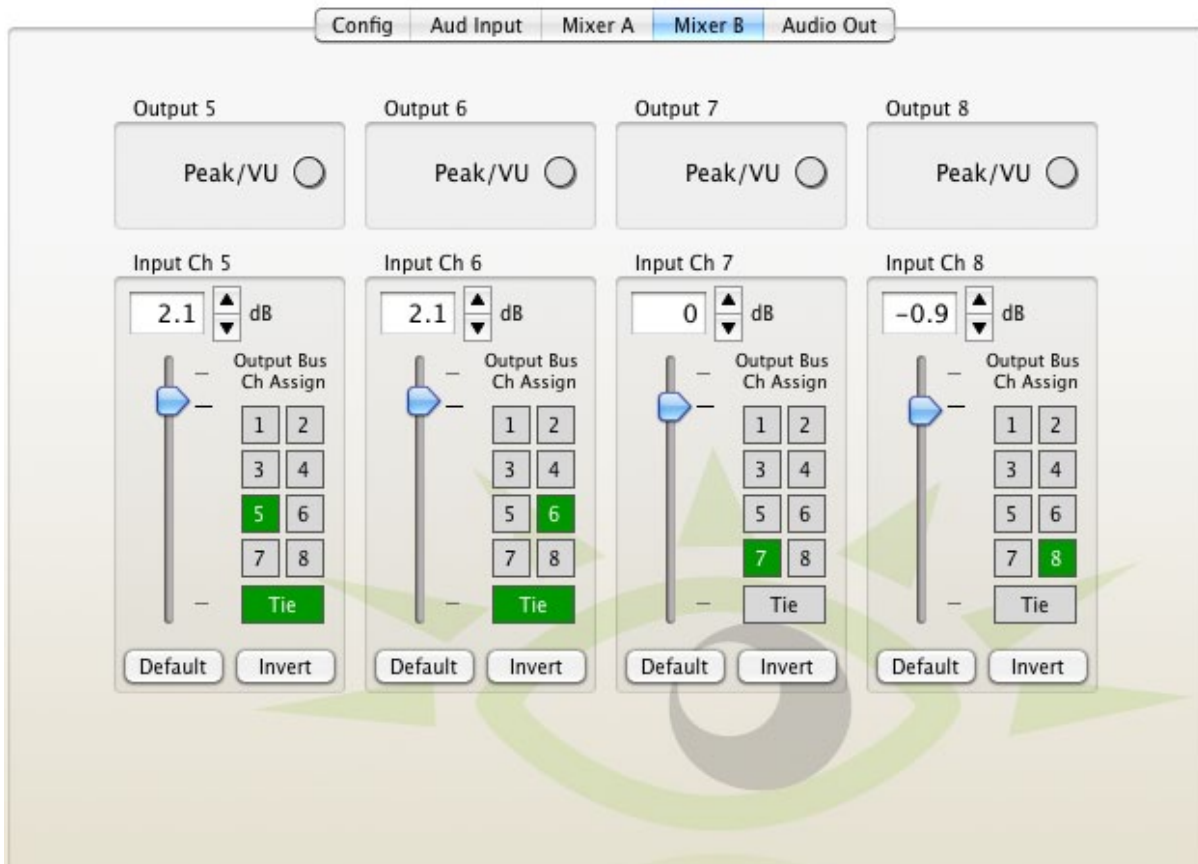 Config Aud Input Mixer A Mixer B Audio Out
Output 5 Output 6 Output 7 Output 8
Peak/VU Peak/VU Peak/VU Peak/VU
Input Ch 5 Input Ch 6 Input Ch 7 Input Ch 8
2.1 dB 2.1 dB 0 dB -0.9 dB
Output Bus Output Bus Output Bus Output Bus
Ch Assign Ch Assign Ch Assign Ch Assign
1 2 1 2 1 2 1 2
3 4 3 4 3 4 3 4
5 6 5 6 5 6 5 6
7 8 7 8 7 8 7 8
Tie Tie Tie Tie
Default Invert Default Invert Default Invert Default Invert